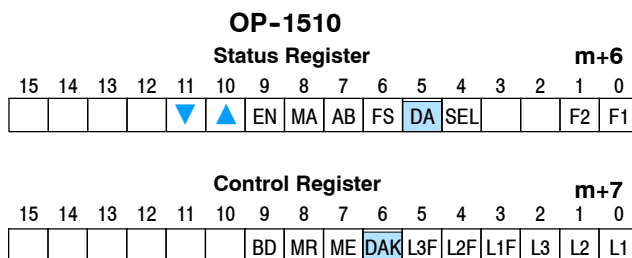 OP-1510
Status Register m+6
15 14 13 12 11 10 9 8 7 6 5 4 3 2 1 0
▼ ▲ EN MA AB FS DA SEL F2 F1
Control Register m+7
15 14 13 12 11 10 9 8 7 6 5 4 3 2 1 0
BD MR ME DAK L3F L2F L1F L3 L2 L1